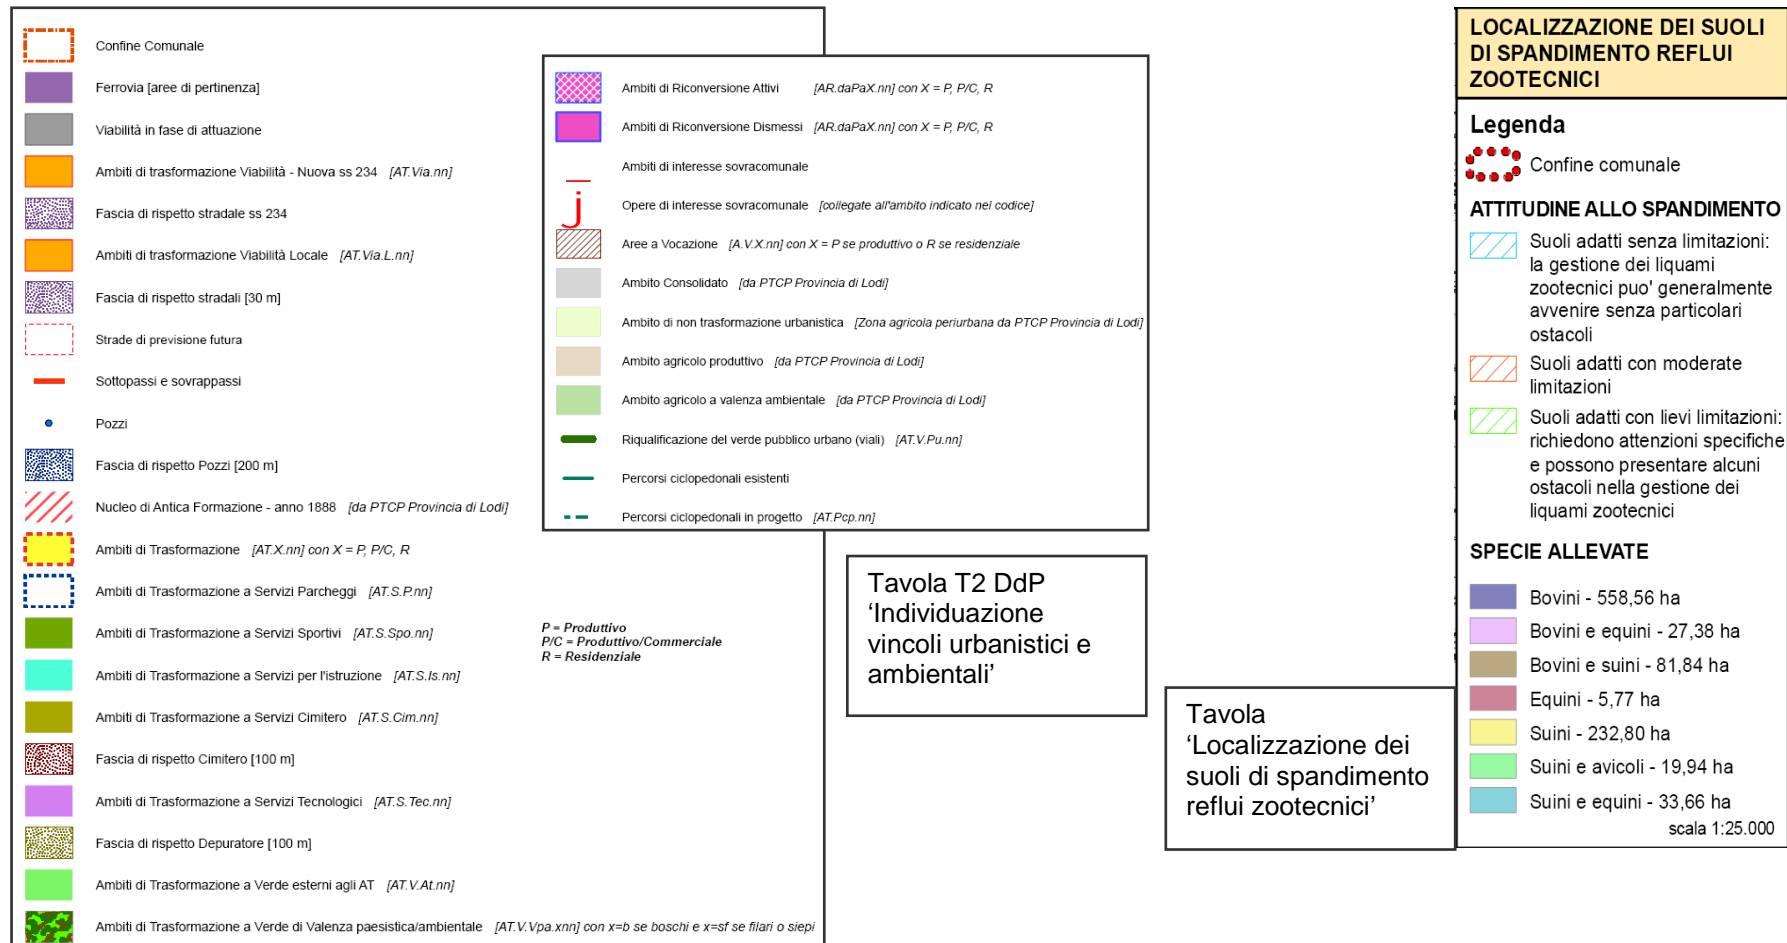 Confine Comunale
Ferrovia [aree di pertinenza]
Viabilità in fase di attuazione
Ambiti di trasformazione Viabilità - Nuova ss 234 [AT.Via.nn]
Fascia di rispetto stradale ss 234
Ambiti di trasformazione Viabilità Locale [AT.Via.L.nn]
Fascia di rispetto stradali [30 m]
Strade di previsione futura
Sottopassi e sovrappassi
Pozzi
Fascia di rispetto Pozzi [200 m]
Nucleo di Antica Formazione - anno 1888 [da PTCP Provincia di Lodi]
Ambiti di Trasformazione [AT.X.nn] con X = P, P/C, R
Ambiti di Trasformazione a Servizi Parcheggi [AT.S.P.nn]
Ambiti di Trasformazione a Servizi Sportivi [AT.S.Spo.nn]
Ambiti di Trasformazione a Servizi per l'istruzione [AT.S.Is.nn]
Ambiti di Trasformazione a Servizi Cimitero [AT.S.Cim.nn]
Fascia di rispetto Cimitero [100 m]
Ambiti di Trasformazione a Servizi Tecnologici [AT.S.Tec.nn]
Fascia di rispetto Depuratore [100 m]
Ambiti di Trasformazione a Verde esterni agli AT [AT.V.At.nn]
Ambiti di Trasformazione a Verde di Valenza paesistica/ambientale [AT.V.Vpa.xnn] con x=b se boschi e x=sf se filari o siepi
P = Produttivo
P/C = Produttivo/Commerciale
R = Residenziale
Ambiti di Riconversione Attivi [AR.daPaX.nn] con X = P, P/C, R
Ambiti di Riconversione Dismessi [AR.daPaX.nn] con X = P, P/C, R
Ambiti di interesse sovracomunale
j Opere di interesse sovracomunale [collegate all'ambito indicato nel codice]
Aree a Vocazione [A.V.X.nn] con X = P se produttivo o R se residenziale
Ambito Consolidato [da PTCP Provincia di Lodi]
Ambito di non trasformazione urbanistica [Zona agricola periurbana da PTCP Provincia di Lodi]
Ambito agricolo produttivo [da PTCP Provincia di Lodi]
Ambito agricolo a valenza ambientale [da PTCP Provincia di Lodi]
Riqualificazione del verde pubblico urbano (viali) [AT.V.Pu.nn]
Percorsi ciclopedonali esistenti
Percorsi ciclopedonali in progetto [AT.Pcp.nn]
Tavola T2 DdP
‘Individuazione
vincoli urbanistici e
ambientali’
Tavola
‘Localizzazione dei
suoli di spandimento
reflui zootecnici’
LOCALIZZAZIONE DEI SUOLI
DI SPANDIMENTO REFLUI
ZOOTECNICI
Legenda
Confine comunale
ATTITUDINE ALLO SPANDIMENTO
Suoli adatti senza limitazioni:
la gestione dei liquami
zootecnici puo' generalmente
avvenire senza particolari
ostacoli
Suoli adatti con moderate
limitazioni
Suoli adatti con lievi limitazioni:
richiedono attenzioni specifiche
e possono presentare alcuni
ostacoli nella gestione dei
liquami zootecnici
SPECIE ALLEVATE
Bovini - 558,56 ha
Bovini e equini - 27,38 ha
Bovini e suini - 81,84 ha
Equini - 5,77 ha
Suini - 232,80 ha
Suini e avicoli - 19,94 ha
Suini e equini - 33,66 ha
scala 1:25.000